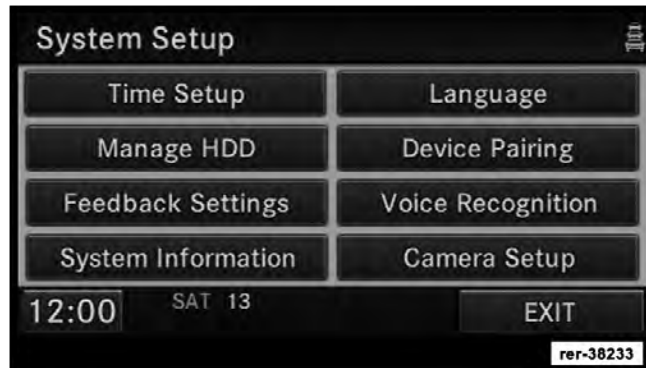 System Setup
Time Setup
Language
Manage HDD
Device Pairing
Feedback Settings
Voice Recognition
System Information
Camera Setup
12:00
SAT 13
EXIT
rer-38233